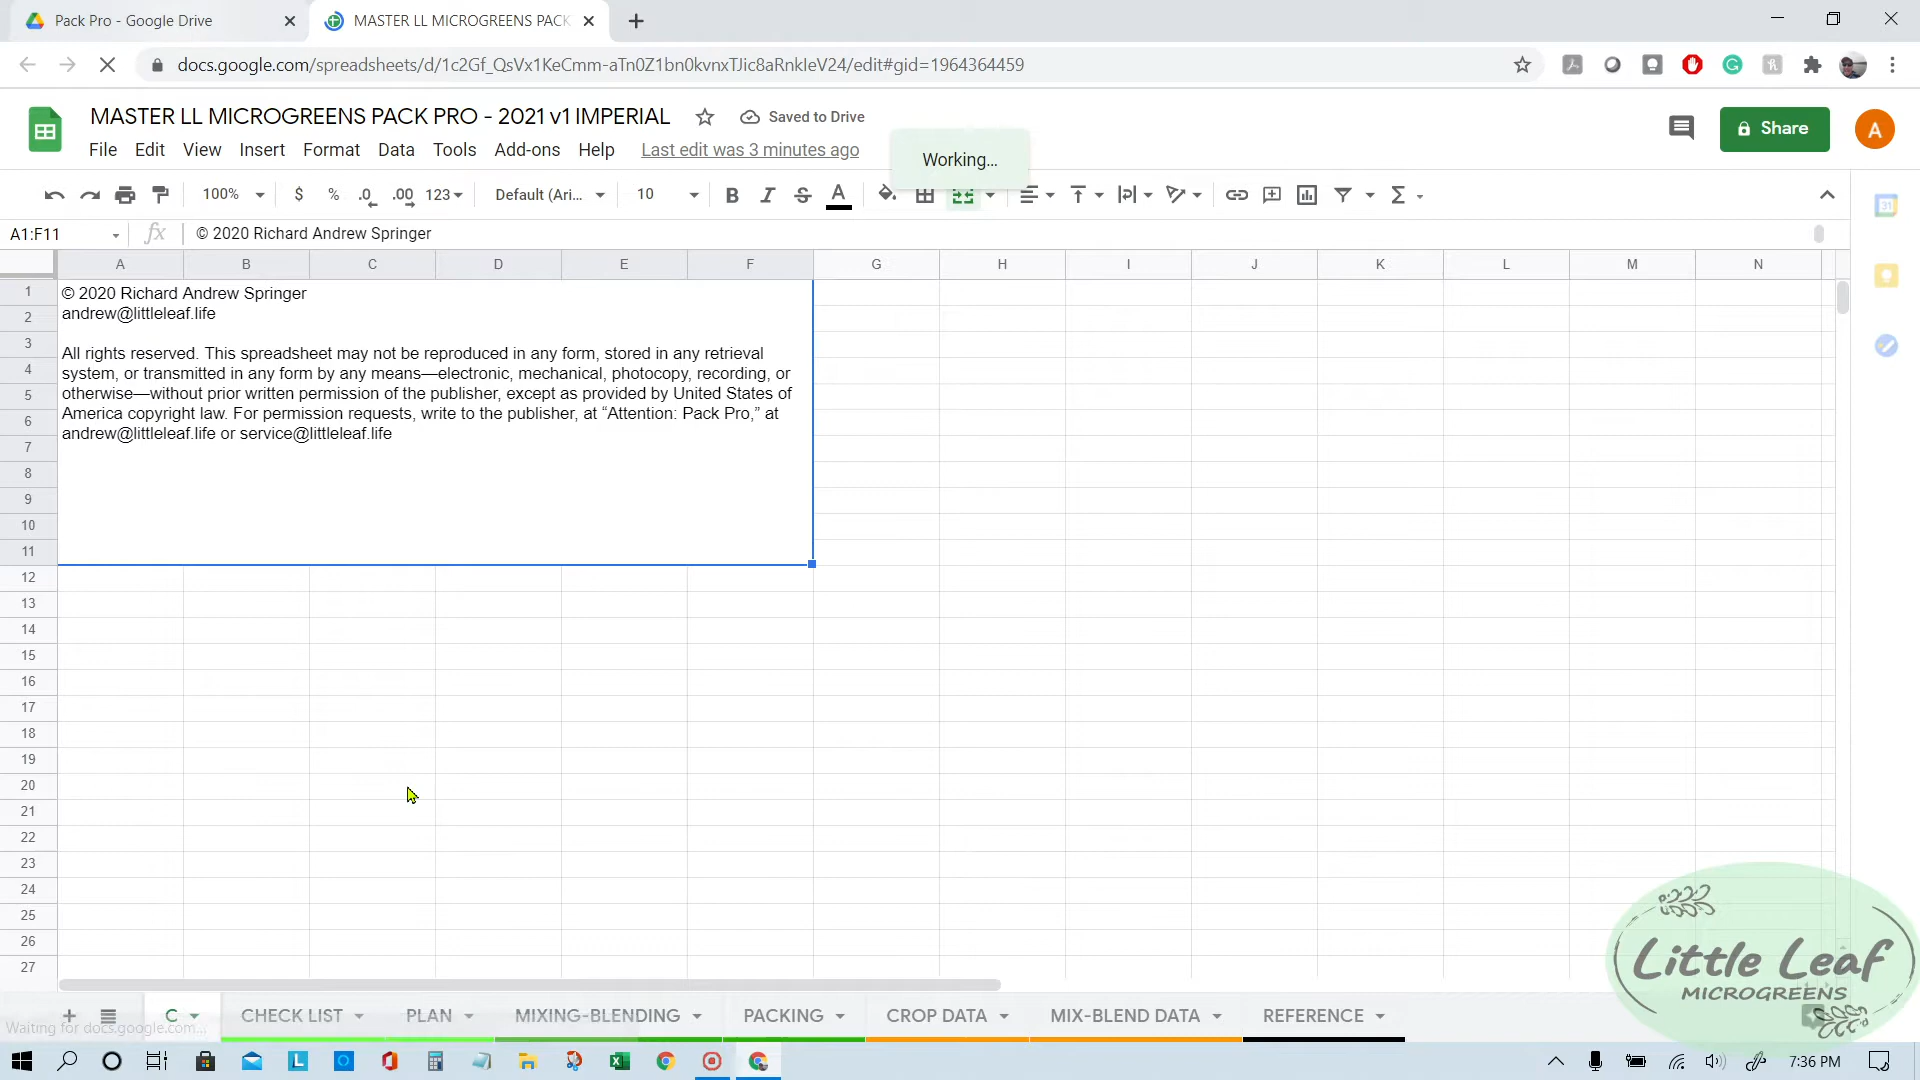 Pack Pro - Google Drive
MASTER LL MICROGREENS PACK
docs.google.com/spreadsheets/d/1c2Gf_QsVx1KeCmm-aTn0Z1bn0kvnxTJic8aRnkIeV24/edit#gid=1964364459
MASTER LL MICROGREENS PACK PRO - 2021 v1 IMPERIAL
Saved to Drive
File Edit View Insert Format Data Tools Add-ons Help Last edit was 3 minutes ago
Working...
Share
A
100% $ % .0 .00 123 Default (Ari... 10 B I S A
31
A1:F11 fx © 2020 Richard Andrew Springer
A B C D E F G H I J K L M N
1
2
3
4
5
6
7
8
9
10
11
12
13
14
15
16
17
18
19
20
21
22
23
24
25
26
27
© 2020 Richard Andrew Springer
andrew@littleleaf.life
All rights reserved. This spreadsheet may not be reproduced in any form, stored in any retrieval
system, or transmitted in any form by any means—electronic, mechanical, photocopy, recording, or
otherwise—without prior written permission of the publisher, except as provided by United States of
America copyright law. For permission requests, write to the publisher, at “Attention: Pack Pro,” at
andrew@littleleaf.life or service@littleleaf.life
Little Leaf
MICROGREENS
C CHECK LIST PLAN MIXING-BLENDING PACKING CROP DATA MIX-BLEND DATA REFERENCE
Waiting for docs.google.com...
7:36 PM